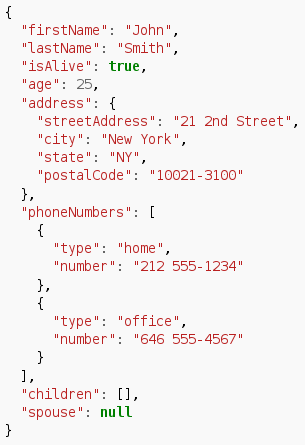 {
  "firstName": "John",
  "lastName": "Smith",
  "isAlive": true,
  "age": 25,
  "address": {
    "streetAddress": "21 2nd Street",
    "city": "New York",
    "state": "NY",
    "postalCode": "10021-3100"
  },
  "phoneNumbers": [
    {
      "type": "home",
      "number": "212 555-1234"
    },
    {
      "type": "office",
      "number": "646 555-4567"
    }
  ],
  "children": [],
  "spouse": null
}